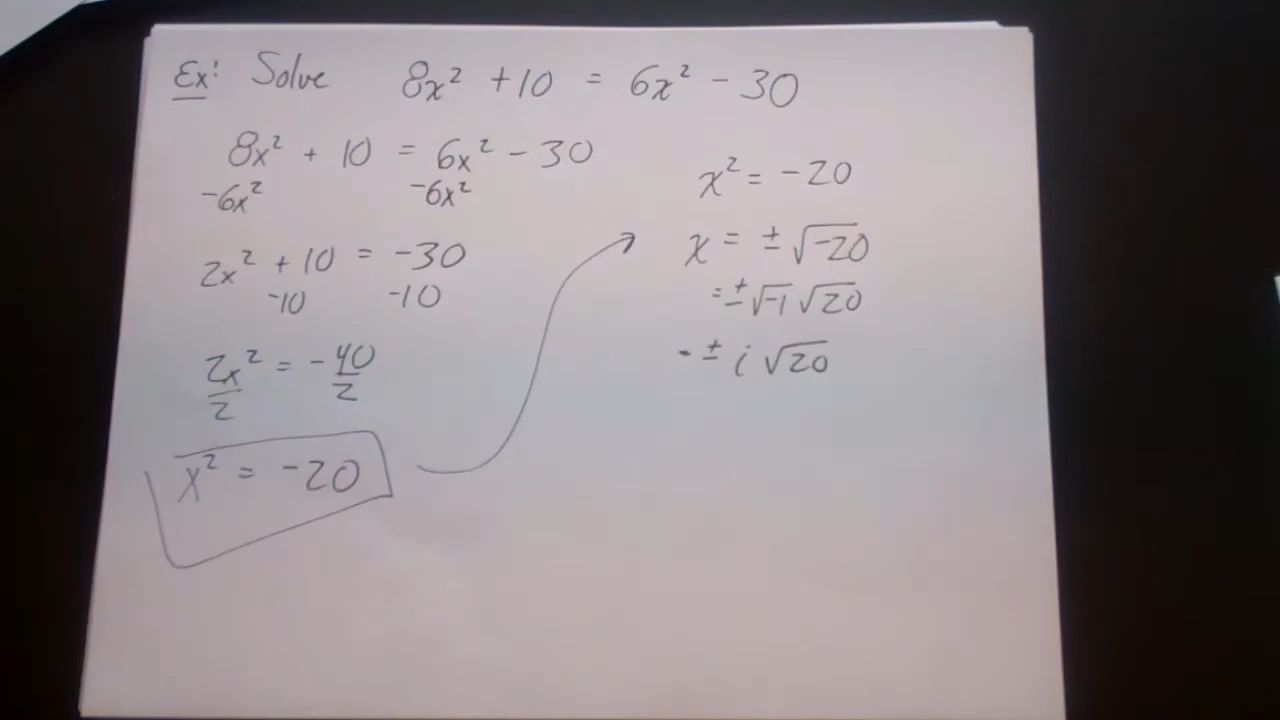 Ex: Solve 8x² + 10 = 6x² - 30
8x² + 10 = 6x² - 30
-6x² -6x²
2x² + 10 = -30
-10 -10
2x² = -40
2 2
x² = -20
x² = -20
x = ± √-20
= ± √-1 √20
- ± i √20